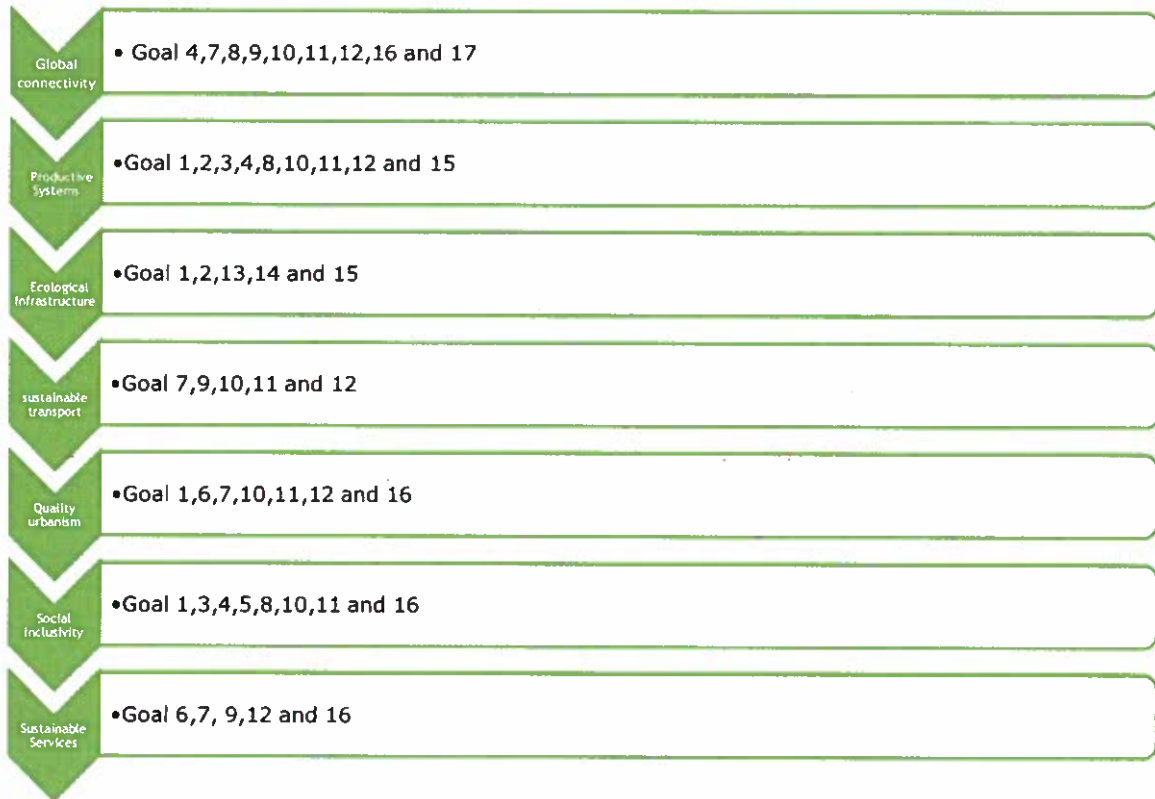 Global
connectivity
• Goal 4,7,8,9,10,11,12,16 and 17
Productive
Systems
•Goal 1,2,3,4,8,10,11,12 and 15
Ecological
Infrastructure
•Goal 1,2,13,14 and 15
sustainable
transport
•Goal 7,9,10,11 and 12
Quality
urbanism
•Goal 1,6,7,10,11,12 and 16
Social
inclusivity
•Goal 1,3,4,5,8,10,11 and 16
Sustainable
Services
•Goal 6,7, 9,12 and 16